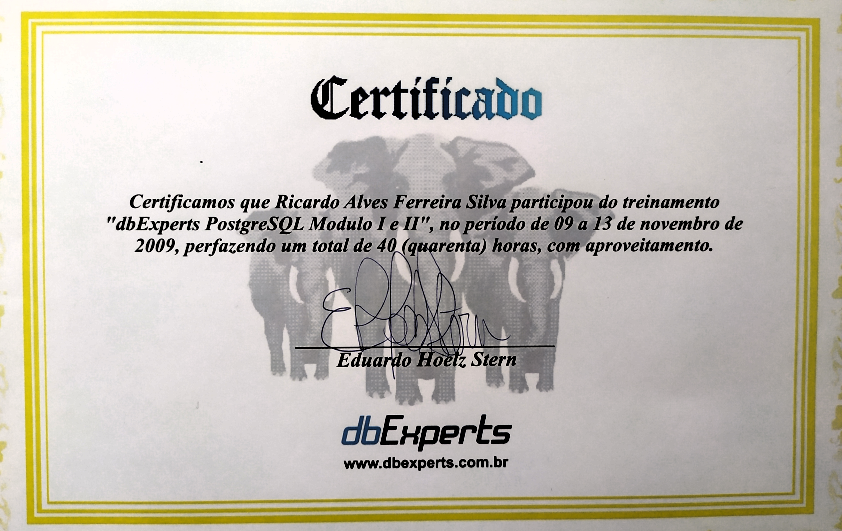 Certificado
Certificamos que Ricardo Alves Ferreira Silva participou do treinamento
"dbExperts PostgreSQL Modulo I e II", no período de 09 a 13 de novembro de
2009, perfazendo um total de 40 (quarenta) horas, com aproveitamento.
Eduardo Hoelz Stern
dbExperts
www.dbexperts.com.br